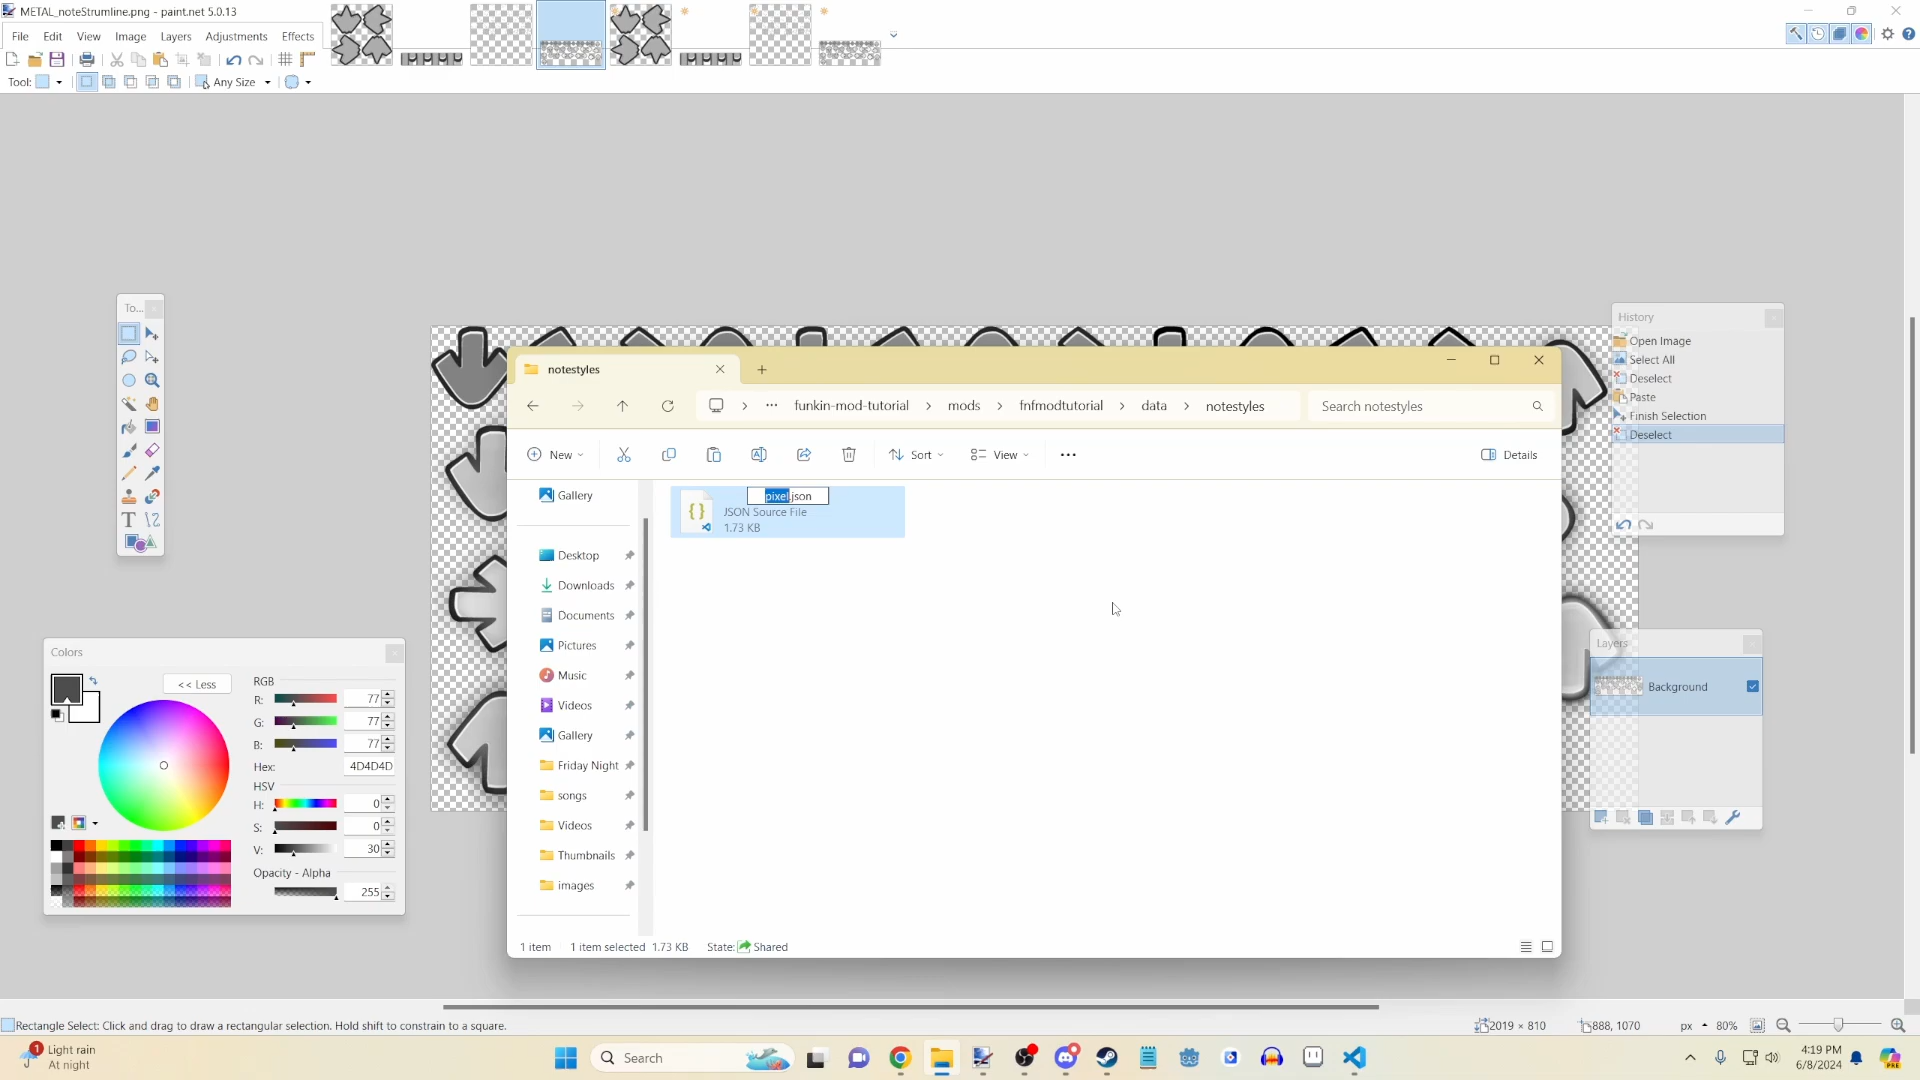 METAL_noteStrumline.png - paint.net 5.0.13
File Edit View Image Layers Adjustments Effects
Tool: Any Size
To...
notestyles
funkin-mod-tutorial > mods > fnfmodtutorial > data > notestyles
Search notestyles
New Sort View Details
Gallery
Desktop
Downloads
Documents
Pictures
Music
Videos
Gallery
Friday Night
songs
Videos
Thumbnails
images
pixel.json
JSON Source File
1.73 KB
1 item 1 item selected 1.73 KB State: Shared
History
Open Image
Select All
Deselect
Paste
Finish Selection
Deselect
Layers
Background
Colors
<< Less
RGB
R: 77
G: 77
B: 77
Hex: 4D4D4D
HSV
H: 0
S: 0
V: 30
Opacity - Alpha
255
Rectangle Select: Click and drag to draw a rectangular selection. Hold shift to constrain to a square.
2019 × 810
888, 1070
px 80%
1
Light rain
At night
Search
4:19 PM
6/8/2024
PRE